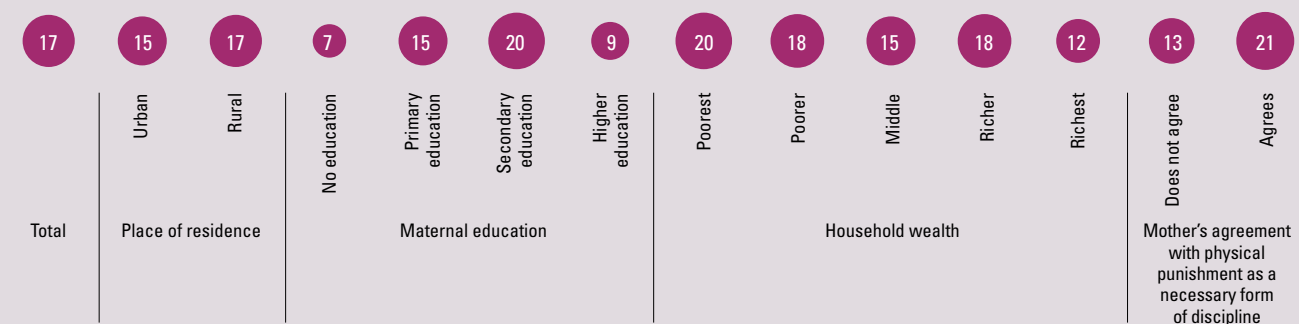 17 15 17 7 15 20 9 20 18 15 18 12 13 21
Urban
Rural
No education
Primary
education
Secondary
education
Higher
education
Poorest
Poorer
Middle
Richer
Richest
Does not agree
Agrees
Total
Place of residence
Maternal education
Household wealth
Mother's agreement
with physical
punishment as a
necessary form
of discipline